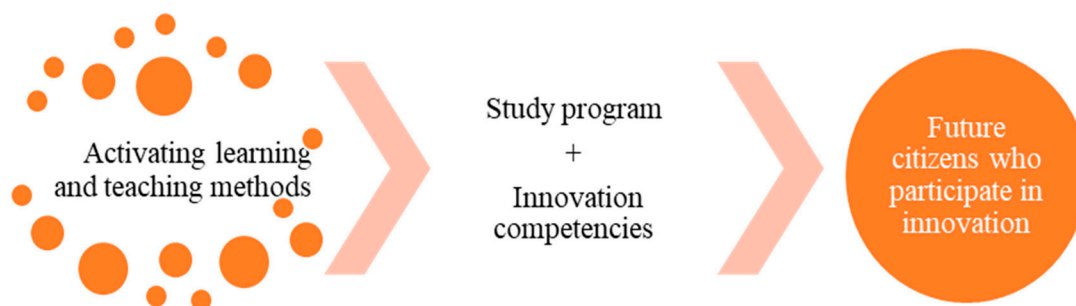 Activating learning
and teaching methods
Study program
+
Innovation
competencies
Future
citizens who
participate in
innovation